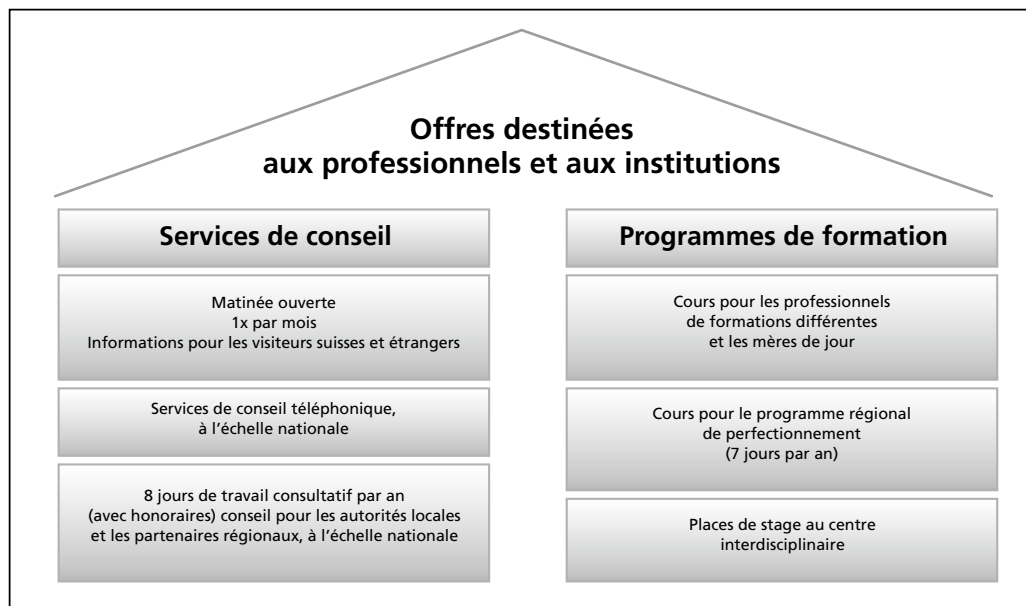 Offres destinées
aux professionnels et aux institutions
Services de conseil
Matinée ouverte
1x par mois
Informations pour les visiteurs suisses et étrangers
Services de conseil téléphonique,
à l’échelle nationale
8 jours de travail consultatif par an
(avec honoraires) conseil pour les autorités locales
et les partenaires régionaux, à l’échelle nationale
Programmes de formation
Cours pour les professionnels
de formations différentes
et les mères de jour
Cours pour le programme régional
de perfectionnement
(7 jours par an)
Places de stage au centre
interdisciplinaire